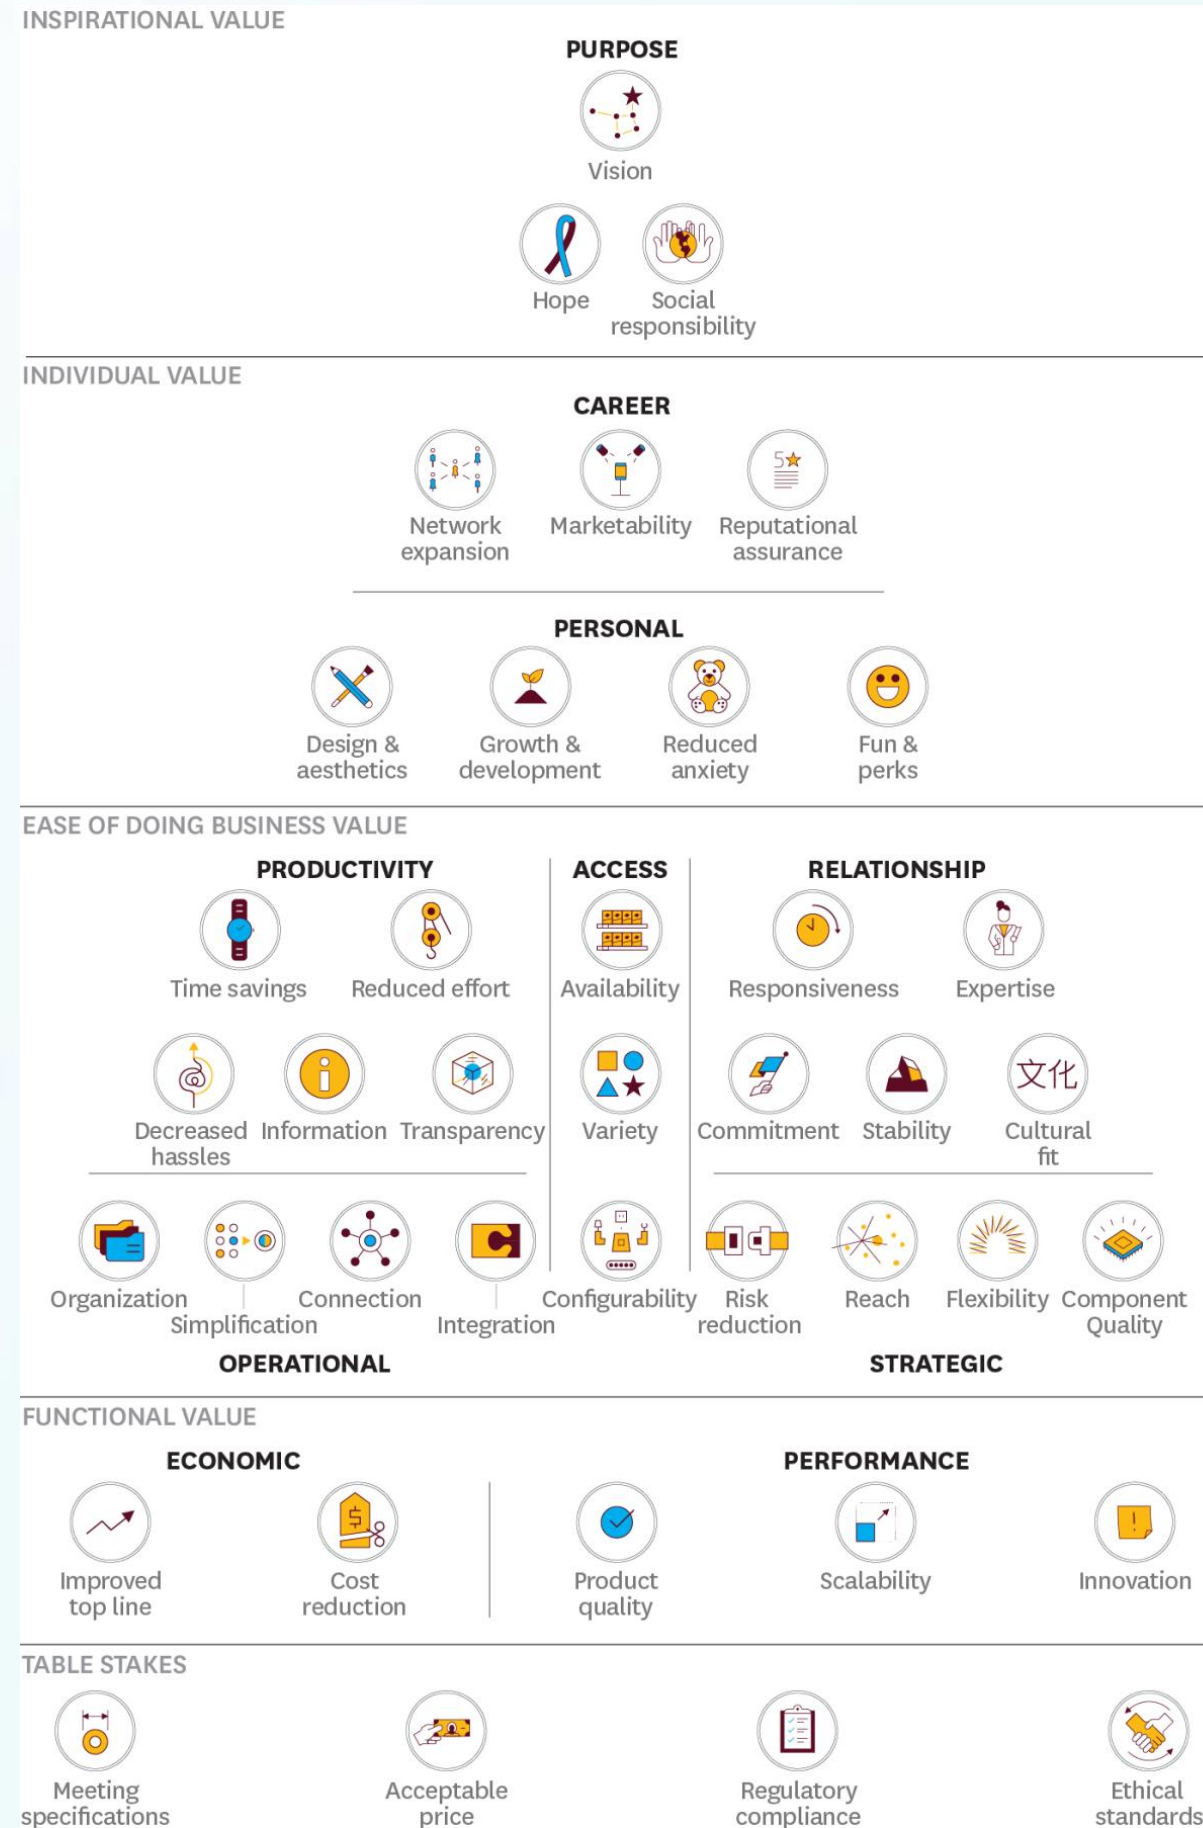 INSPIRATIONAL VALUE
PURPOSE
Vision
Hope
Social
responsibility
INDIVIDUAL VALUE
CAREER
Network
expansion
Marketability
5
Reputational
assurance
PERSONAL
Design &
aesthetics
Growth &
development
Reduced
anxiety
Fun &
perks
EASE OF DOING BUSINESS VALUE
PRODUCTIVITY
Time savings
Reduced effort
Decreased
hassles
i
Information
Transparency
Organization
Simplification
Connection
Integration
OPERATIONAL
ACCESS
Availability
Variety
Configurability
RELATIONSHIP
Responsiveness
Expertise
Commitment
Stability
文化
Cultural
fit
Risk
reduction
Reach
Flexibility
Component
Quality
STRATEGIC
FUNCTIONAL VALUE
ECONOMIC
Improved
top line
$
Cost
reduction
PERFORMANCE
Product
quality
Scalability
!
Innovation
TABLE STAKES
Meeting
specifications
Acceptable
price
Regulatory
compliance
Ethical
standards